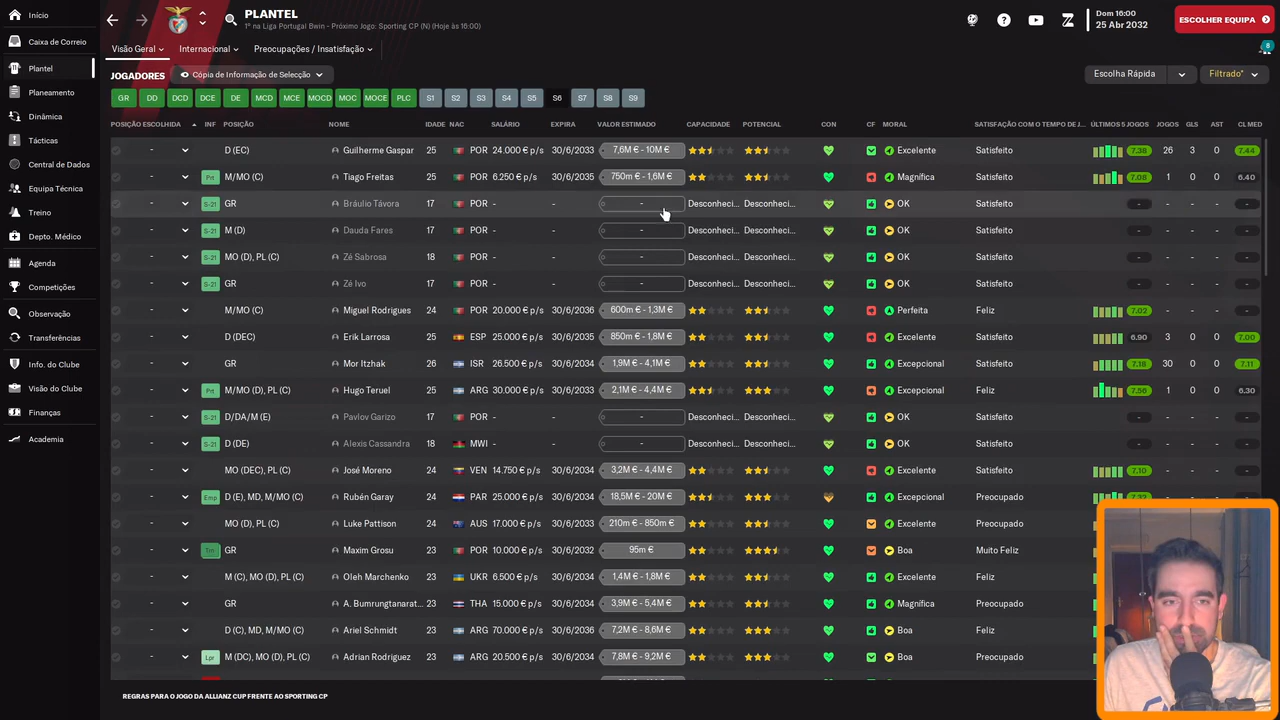 Início
Caixa de Correio
Plantel
Planeamento
Dinâmica
Tácticas
Central de Dados
Equipa Técnica
Treino
Depto. Médico
Agenda
Competições
Observação
Transferências
Info. do Clube
Visão do Clube
Finanças
Academia
PLANTEL
1º na Liga Portugal Bwin - Próximo Jogo: Sporting CP (N) (Hoje às 16:00)
Dom 16:00
25 Abr 2032
ESCOLHER EQUIPA
8
Visão Geral Internacional Preocupações / Insatisfação
JOGADORES Cópia de Informação de Selecção Escolha Rápida Filtrado*
GR DD DCD DCE DE MCD MCE MOCD MOC MOCE PLC S1 S2 S3 S4 S5 S6 S7 S8 S9
POSIÇÃO ESCOLHIDA INF POSIÇÃO NOME IDADE NAC SALÁRIO EXPIRA VALOR ESTIMADO CAPACIDADE POTENCIAL CON CF MORAL SATISFAÇÃO COM O TEMPO DE J... ÚLTIMOS 5 JOGOS JOGOS GLS AST CL MED
- D (EC) Guilherme Gaspar 25 POR 24.000 € p/s 30/6/2033 7,6M € - 10M € Excelente Satisfeito 7.38 26 3 0 7.44
- Prt M/MO (C) Tiago Freitas 25 POR 6.250 € p/s 30/6/2035 750m € - 1,6M € Magnífica Satisfeito 7.08 1 0 0 6.40
- S-21 GR Bráulio Távora 17 POR - - - Desconheci... Desconheci... OK Satisfeito - - - - -
- S-21 M (D) Dauda Fares 17 POR - - - Desconheci... Desconheci... OK Satisfeito - - - - -
- S-21 MO (D), PL (C) Zé Sabrosa 18 POR - - - Desconheci... Desconheci... OK Satisfeito - - - - -
- S-21 GR Zé Ivo 17 POR - - - Desconheci... Desconheci... OK Satisfeito - - - - -
- M/MO (C) Miguel Rodrigues 24 POR 20.000 € p/s 30/6/2036 600m € - 1,3M € Perfeita Feliz 7.02 - - - -
- D (DEC) Erik Larrosa 25 ESP 25.000 € p/s 30/6/2035 850m € - 1,8M € Excelente Satisfeito 6.90 3 0 0 7.00
- GR Mor Itzhak 26 ISR 26.500 € p/s 30/6/2034 1,9M € - 4,1M € Excepcional Satisfeito 7.18 30 0 0 7.11
- Prt M/MO (D), PL (C) Hugo Teruel 25 ARG 30.000 € p/s 30/6/2033 2,1M € - 4,4M € Excepcional Feliz 7.56 1 0 0 6.30
- S-21 D/DA/M (E) Pavlov Garizo 17 POR - - - Desconheci... Desconheci... OK Satisfeito - - - - -
- S-21 D (DE) Alexis Cassandra 18 MWI - - - Desconheci... Desconheci... OK Satisfeito - - - - -
- MO (DEC), PL (C) José Moreno 24 VEN 14.750 € p/s 30/6/2034 3,2M € - 4,4M € Excelente Satisfeito 7.10 - - - -
- Emp D (E), MD, M/MO (C) Rubén Garay 24 PAR 25.000 € p/s 30/6/2034 18,5M € - 20M € Excepcional Preocupado
- MO (D), PL (C) Luke Pattison 24 AUS 17.000 € p/s 30/6/2033 210m € - 850m € Excelente Preocupado
- Trn GR Maxim Grosu 23 POR 10.000 € p/s 30/6/2032 95m € Boa Muito Feliz
- M (C), MO (D), PL (C) Oleh Marchenko 23 UKR 6.500 € p/s 30/6/2034 1,4M € - 1,8M € Excelente Feliz
- GR A. Bumrungtanarat... 23 THA 15.000 € p/s 30/6/2034 3,9M € - 5,4M € Magnífica Preocupado
- D (C), MD, M/MO (C) Ariel Schmidt 23 ARG 70.000 € p/s 30/6/2036 7,2M € - 8,6M € Boa Feliz
- Lpr M (DC), MO (D), PL (C) Adrian Rodriguez 23 ARG 20.500 € p/s 30/6/2034 7,8M € - 9,2M € Boa Preocupado
REGRAS PARA O JOGO DA ALLIANZ CUP FRENTE AO SPORTING CP